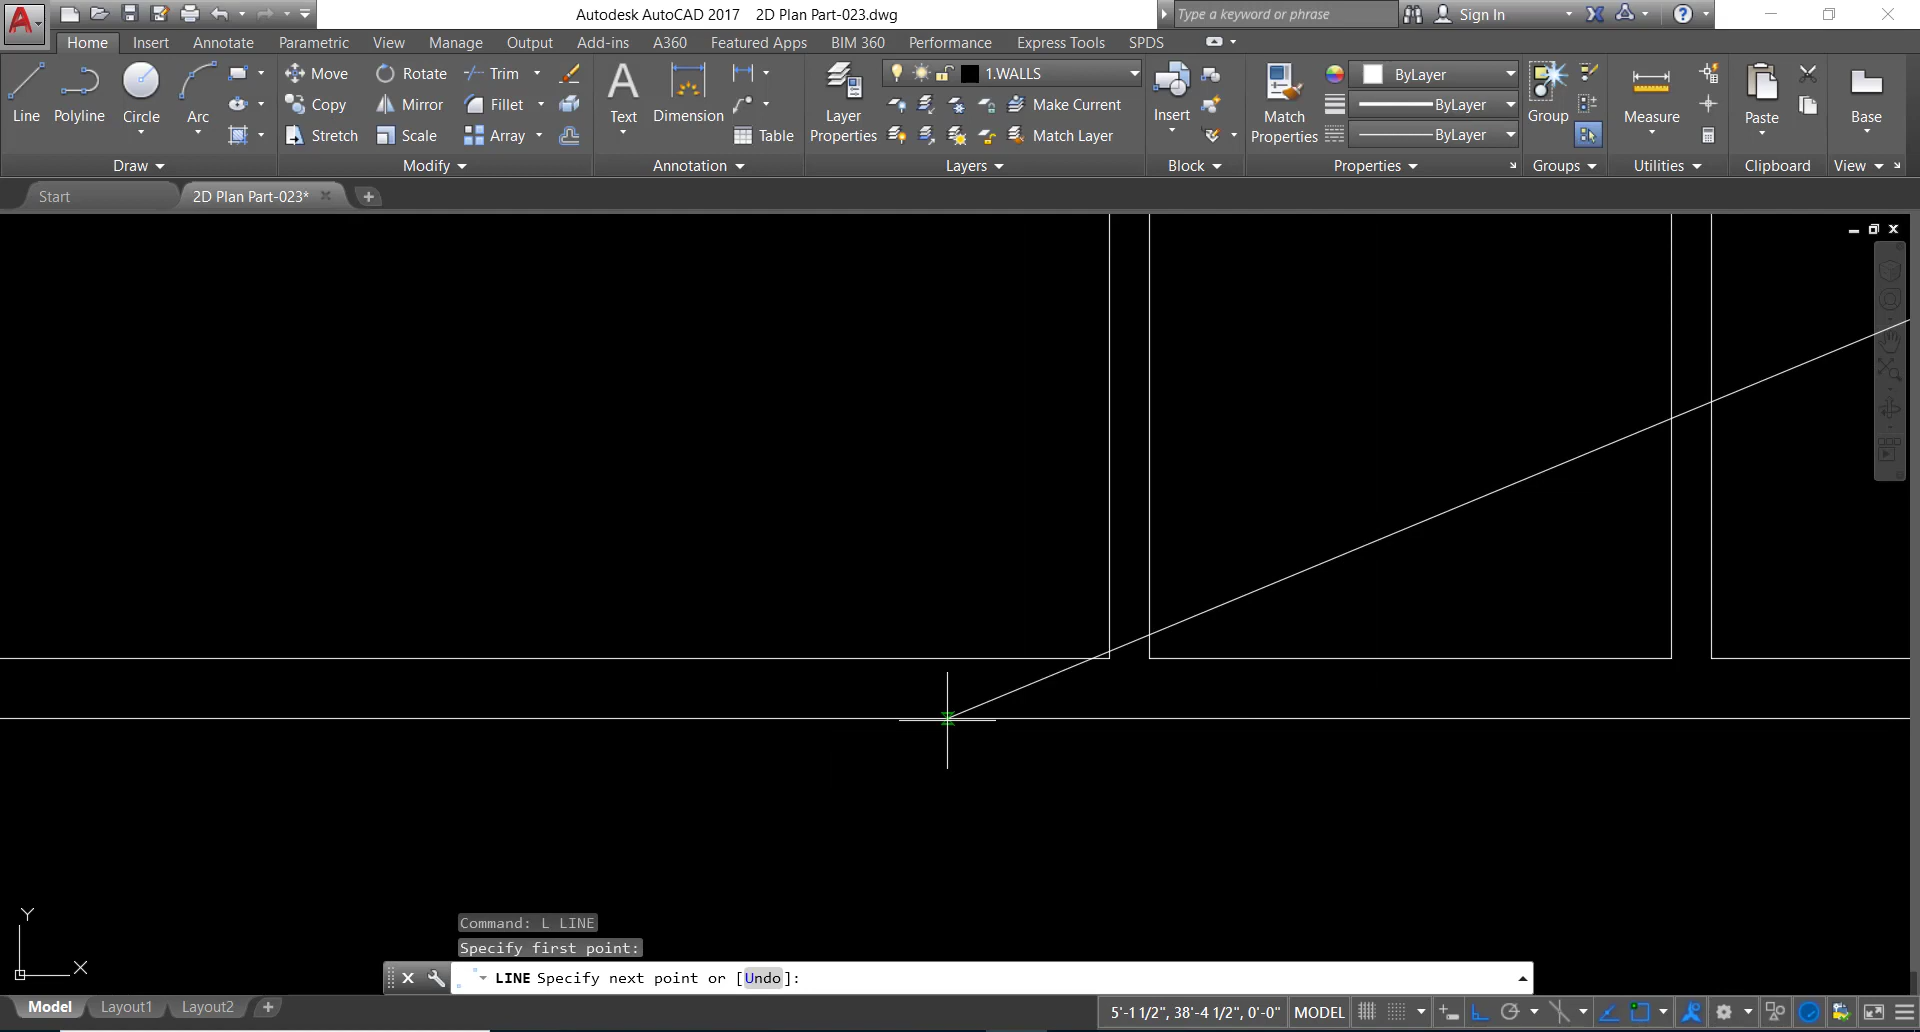 Autodesk AutoCAD 2017 2D Plan Part-023.dwg
Type a keyword or phrase
Sign In
Home Insert Annotate Parametric View Manage Output Add-ins A360 Featured Apps BIM 360 Performance Express Tools SPDS
Line Polyline Circle Arc
Move Rotate Trim
Copy Mirror Fillet
Stretch Scale Array
Text Dimension Table
Layer Properties
1.WALLS
Make Current
Match Layer
Insert
Match Properties
ByLayer
ByLayer
ByLayer
Group
Measure
Paste
Base
Draw Modify Annotation Layers Block Properties Groups Utilities Clipboard View
Start 2D Plan Part-023*
Y
X
Command: L LINE
Specify first point:
LINE Specify next point or [Undo]:
Model Layout1 Layout2
5'-1 1/2", 38'-4 1/2", 0'-0" MODEL